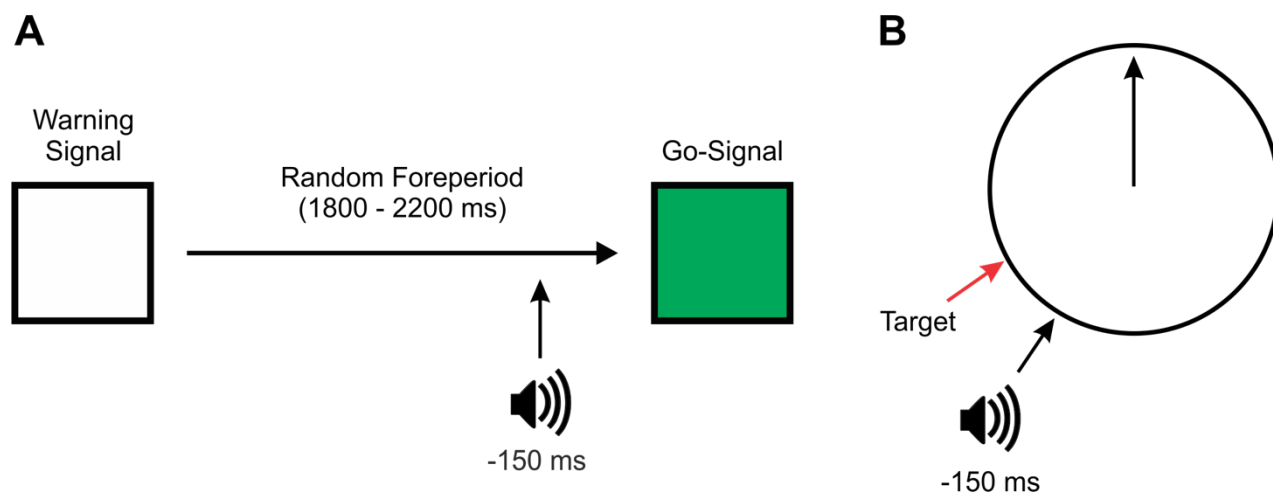 A
Warning
Signal
Random Foreperiod
(1800 - 2200 ms)
Go-Signal
-150 ms
B
Target
-150 ms